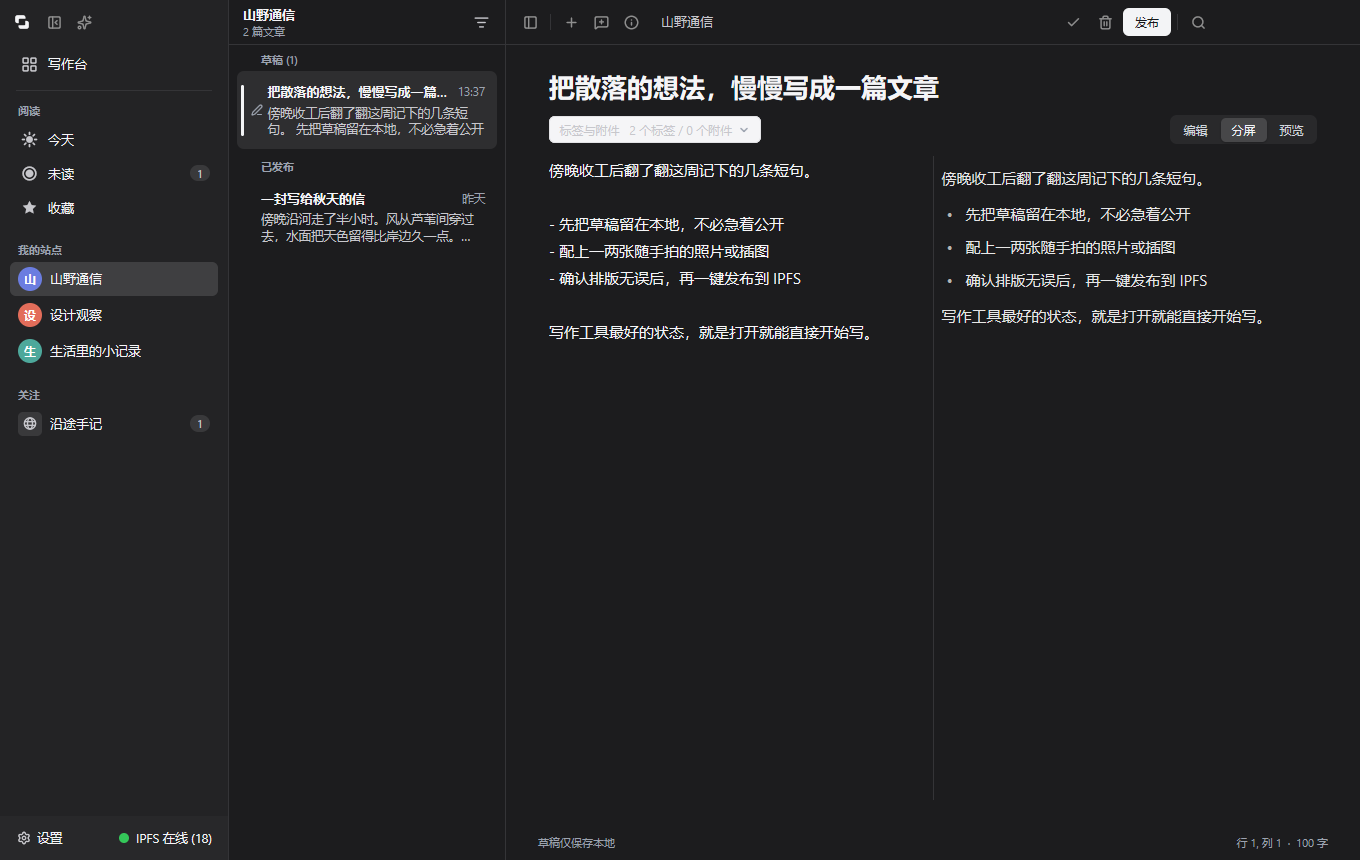 写作台
阅读
今天
未读 1
收藏
我的站点
山 山野通信
设 设计观察
生 生活里的小记录
关注
沿途手记 1
设置 IPFS 在线 (18)
山野通信
2 篇文章
草稿 (1)
把散落的想法，慢慢写成一篇... 13:37
傍晚收工后翻了翻这周记下的几条短
句。 先把草稿留在本地，不必急着公开
已发布
一封写给秋天的信 昨天
傍晚沿河走了半小时。风从芦苇间穿过
去，水面把天色留得比岸边久一点。...
山野通信 发布
把散落的想法，慢慢写成一篇文章
标签与附件 2 个标签 / 0 个附件
编辑 分屏 预览
傍晚收工后翻了翻这周记下的几条短句。
- 先把草稿留在本地，不必急着公开
- 配上一两张随手拍的照片或插图
- 确认排版无误后，再一键发布到 IPFS
写作工具最好的状态，就是打开就能直接开始写。
傍晚收工后翻了翻这周记下的几条短句。
• 先把草稿留在本地，不必急着公开
• 配上一两张随手拍的照片或插图
• 确认排版无误后，再一键发布到 IPFS
写作工具最好的状态，就是打开就能直接开始写。
草稿仅保存本地
行 1, 列 1 · 100 字